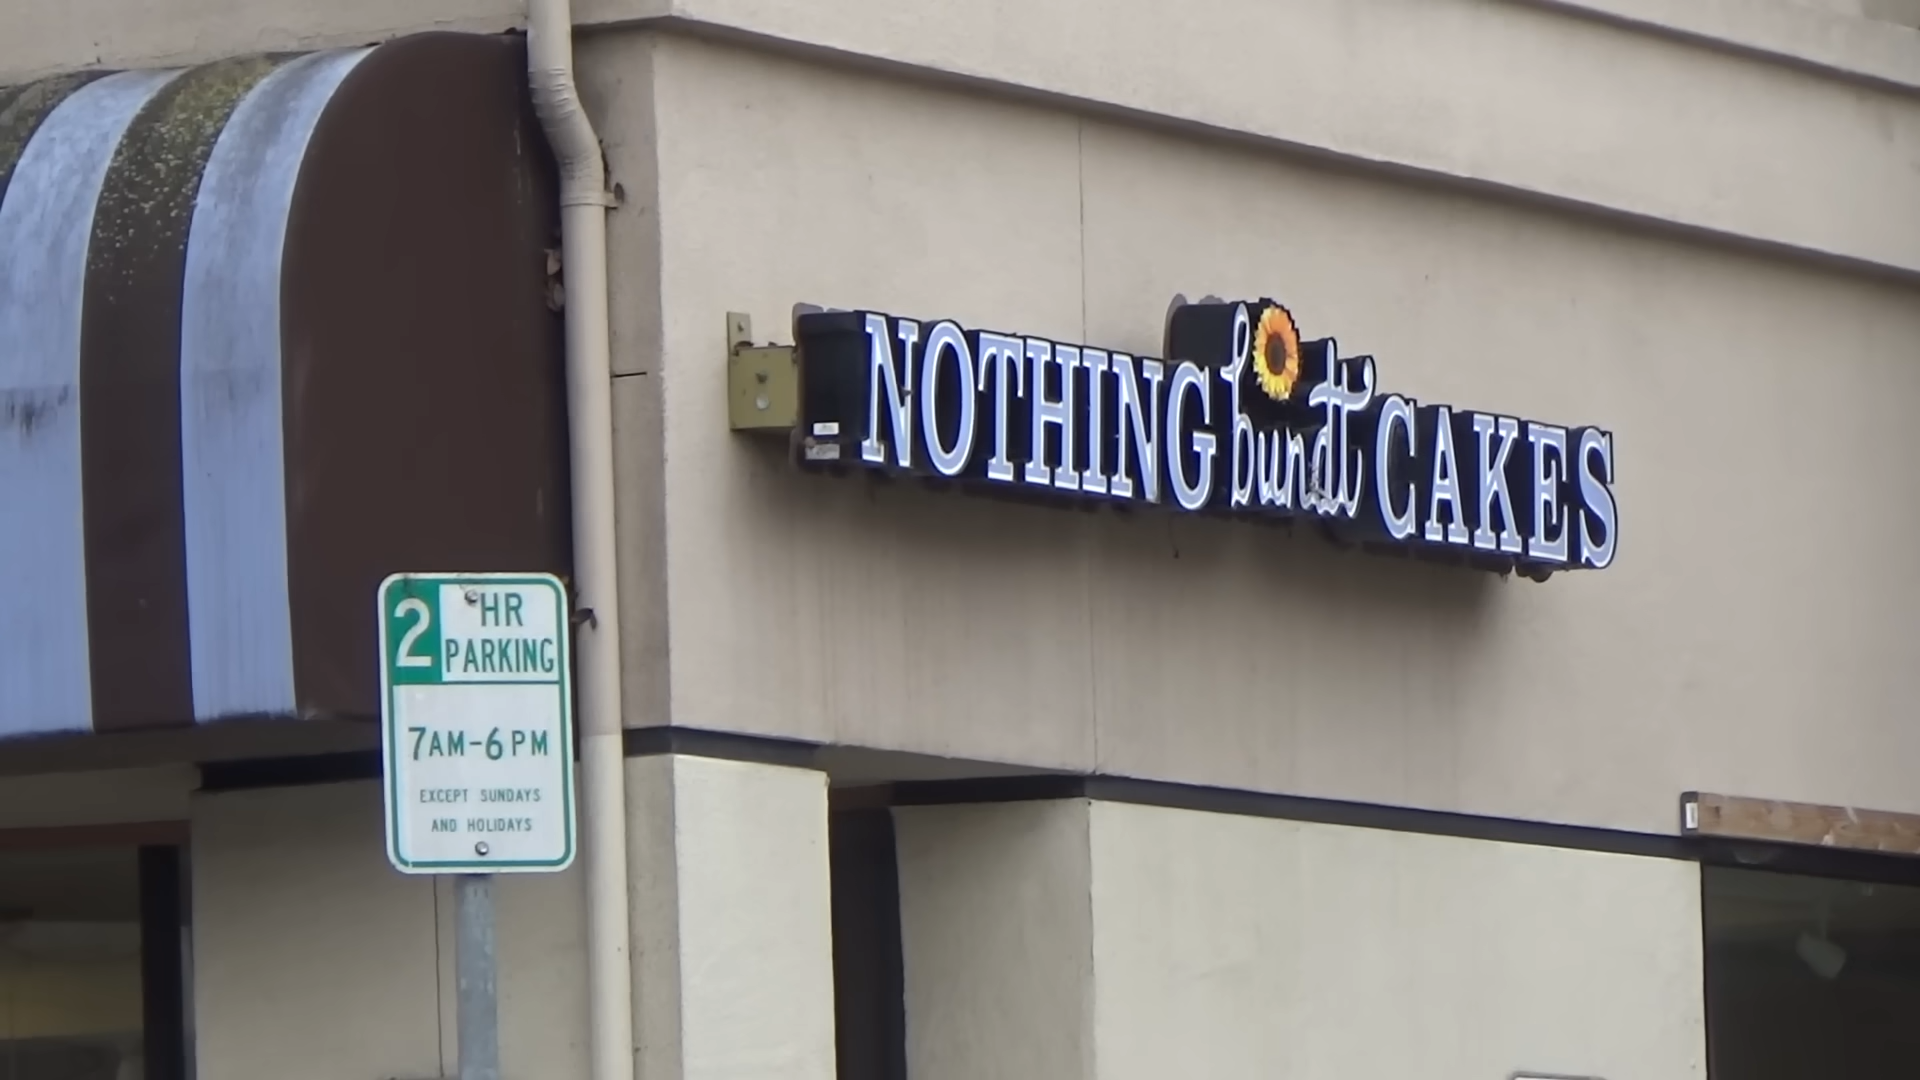 NOTHING bundt CAKES
2 HR
PARKING
7AM-6PM
EXCEPT SUNDAYS
AND HOLIDAYS